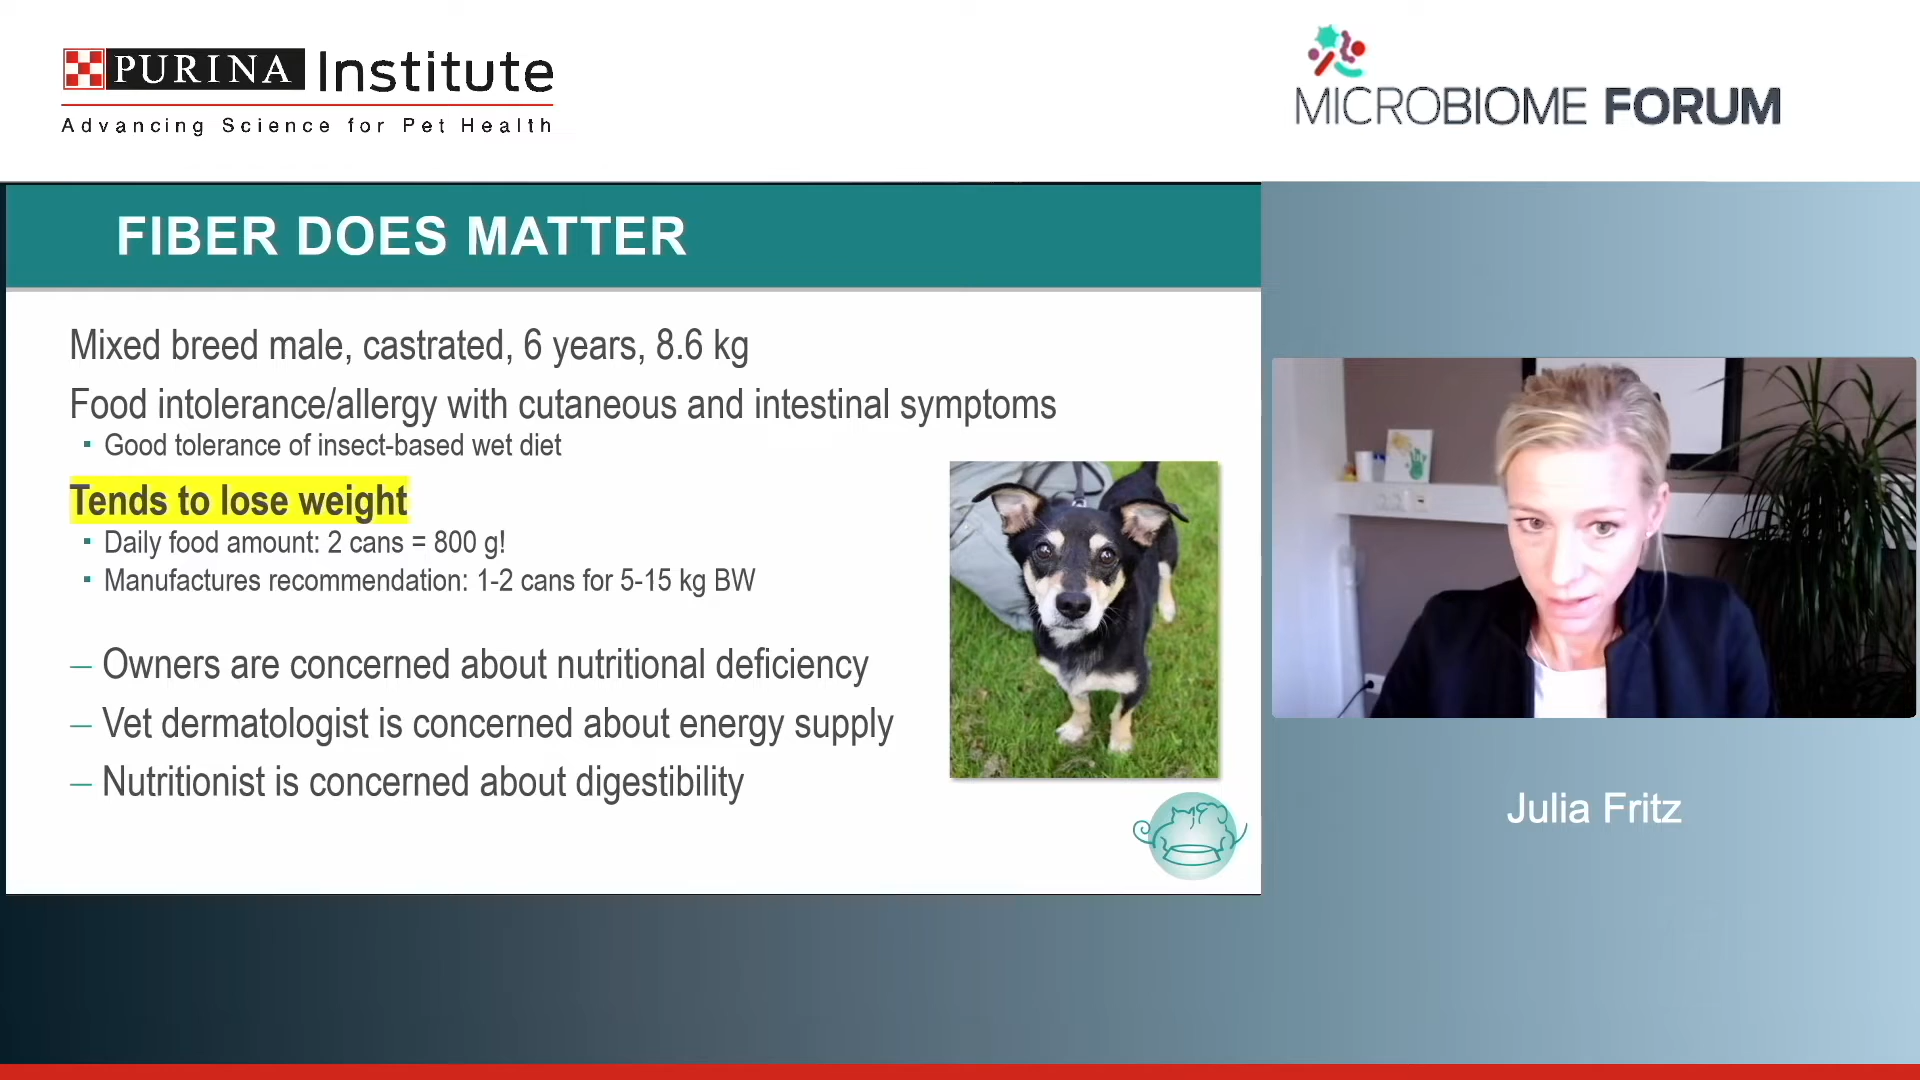 PURINA Institute
Advancing Science for Pet Health
MICROBIOME FORUM
FIBER DOES MATTER
Mixed breed male, castrated, 6 years, 8.6 kg
Food intolerance/allergy with cutaneous and intestinal symptoms
▪ Good tolerance of insect-based wet diet
Tends to lose weight
▪ Daily food amount: 2 cans = 800 g!
▪ Manufactures recommendation: 1-2 cans for 5-15 kg BW
– Owners are concerned about nutritional deficiency
– Vet dermatologist is concerned about energy supply
– Nutritionist is concerned about digestibility
Julia Fritz